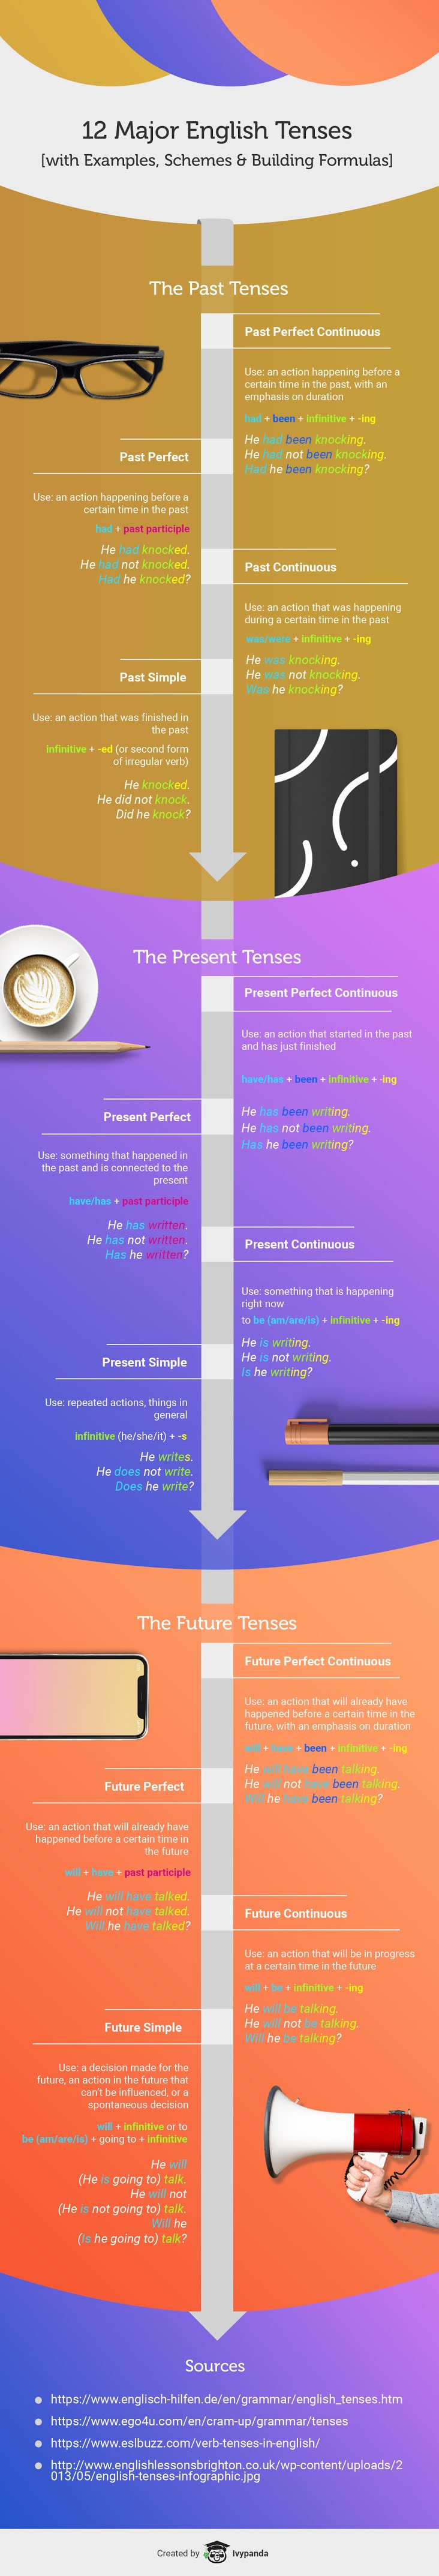 12 Major English Tenses
[with Examples, Schemes & Building Formulas]
The Past Tenses
Past Perfect Continuous
Use: an action happening before a
certain time in the past, with an
emphasis on duration
had + been + infinitive + -ing
He had been knocking.
He had not been knocking.
Had he been knocking?
Past Perfect
Use: an action happening before a
certain time in the past
had + past participle
He had knocked.
He had not knocked.
Had he knocked?
Past Continuous
Use: an action that was happening
during a certain time in the past
was/were + infinitive + -ing
He was knocking.
He was not knocking.
Was he knocking?
Past Simple
Use: an action that was finished in
the past
infinitive + -ed (or second form
of irregular verb)
He knocked.
He did not knock.
Did he knock?
The Present Tenses
Present Perfect Continuous
Use: an action that started in the past
and has just finished
have/has + been + infinitive + -ing
He has been writing.
He has not been writing.
Has he been writing?
Present Perfect
Use: something that happened in
the past and is connected to the
present
have/has + past participle
He has written.
He has not written.
Has he written?
Present Continuous
Use: something that is happening
right now
to be (am/are/is) + infinitive + -ing
He is writing.
He is not writing.
Is he writing?
Present Simple
Use: repeated actions, things in
general
infinitive (he/she/it) + -s
He writes.
He does not write.
Does he write?
The Future Tenses
Future Perfect Continuous
Use: an action that will already have
happened before a certain time in the
future, with an emphasis on duration
will + have + been + infinitive + -ing
He will have been talking.
He will not have been talking.
Will he have been talking?
Future Perfect
Use: an action that will already have
happened before a certain time in
the future
will + have + past participle
He will have talked.
He will not have talked.
Will he have talked?
Future Continuous
Use: an action that will be in progress
at a certain time in the future
will + be + infinitive + -ing
He will be talking.
He will not be talking.
Will he be talking?
Future Simple
Use: a decision made for the
future, an action in the future that
can't be influenced, or a
spontaneous decision
will + infinitive or to
be (am/are/is) + going to + infinitive
He will
(He is going to) talk.
He will not
(He is not going to) talk.
Will he
(Is he going to) talk?
Sources
https://www.englisch-hilfen.de/en/grammar/english_tenses.htm
https://www.ego4u.com/en/cram-up/grammar/tenses
https://www.eslbuzz.com/verb-tenses-in-english/
http://www.englishlessonsbrighton.co.uk/wp-content/uploads/2
013/05/english-tenses-infographic.jpg
Created by Ivypanda